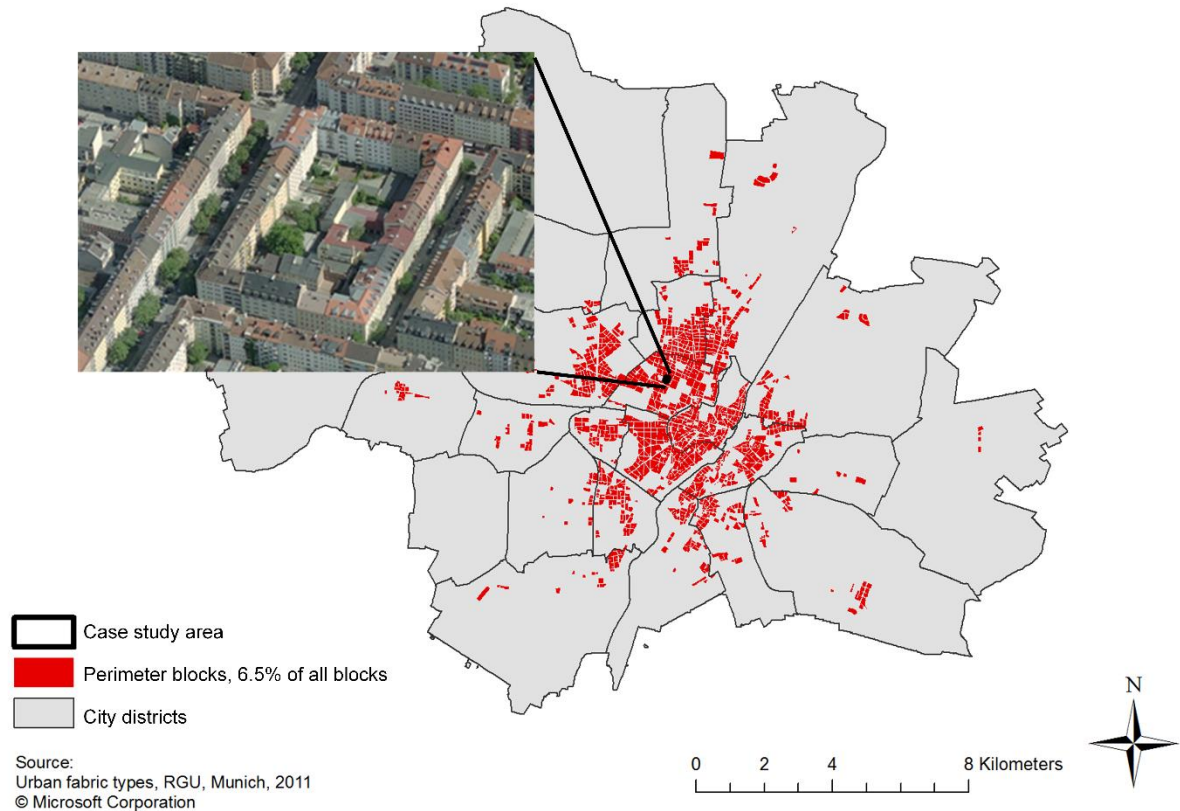 Case study area
Perimeter blocks, 6.5% of all blocks
City districts
Source:
Urban fabric types, RGU, Munich, 2011
© Microsoft Corporation
0 2 4 8 Kilometers
N